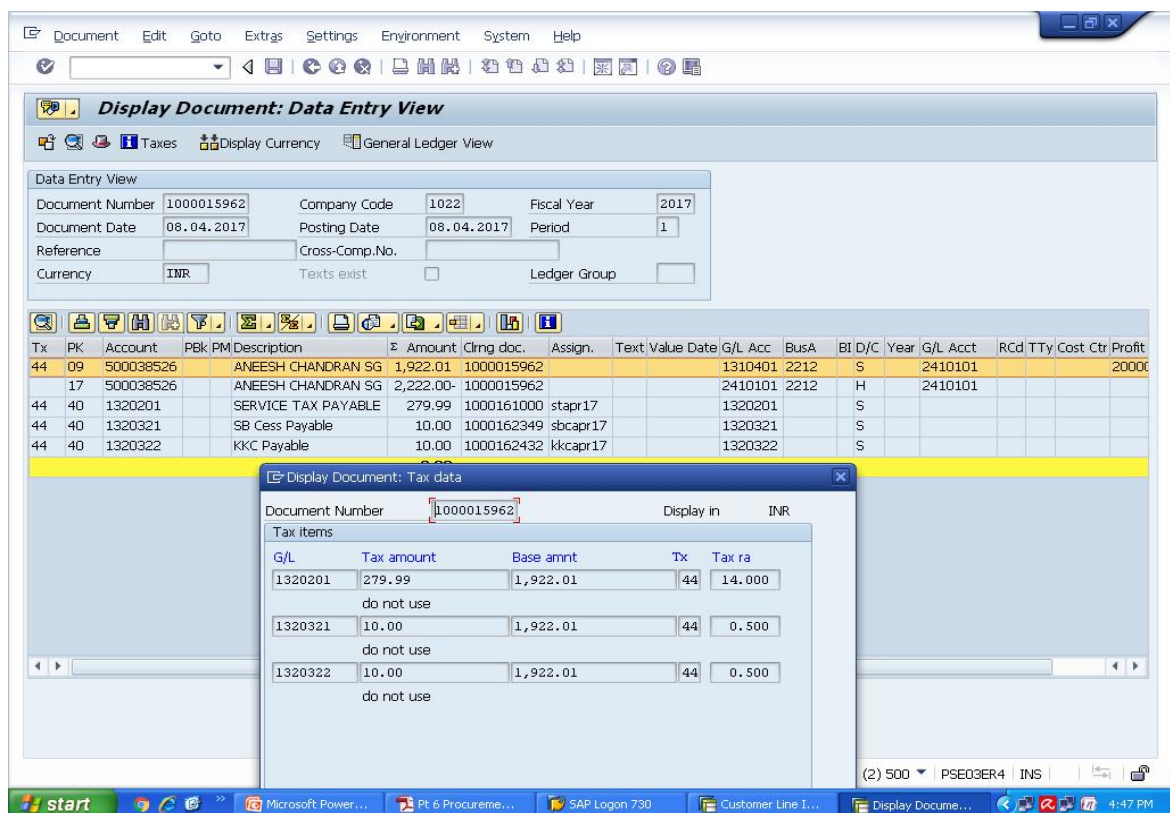 Document Edit Goto Extras Settings Environment System Help
Display Document: Data Entry View
Taxes Display Currency General Ledger View
Data Entry View
Document Number 1000015962 Company Code 1022 Fiscal Year 2017
Document Date 08.04.2017 Posting Date 08.04.2017 Period 1
Reference Cross-Comp.No.
Currency INR Texts exist Ledger Group
Tx PK Account PBk PM Description Σ Amount Clrng doc. Assign. Text Value Date G/L Acc BusA BI D/C Year G/L Acct RCd TTy Cost Ctr Profit
44 09 500038526 ANEESH CHANDRAN SG 1,922.01 1000015962 1310401 2212 S 2410101 20000
17 500038526 ANEESH CHANDRAN SG 2,222.00- 1000015962 2410101 2212 H 2410101
44 40 1320201 SERVICE TAX PAYABLE 279.99 1000161000 stapr17 1320201 S
44 40 1320321 SB Cess Payable 10.00 1000162349 sbcapr17 1320321 S
44 40 1320322 KKC Payable 10.00 1000162432 kkcapr17 1320322 S
Display Document: Tax data
Document Number 1000015962 Display in INR
Tax items
G/L Tax amount Base amnt Tx Tax ra
1320201 279.99 1,922.01 44 14.000
do not use
1320321 10.00 1,922.01 44 0.500
do not use
1320322 10.00 1,922.01 44 0.500
do not use
(2) 500 PSE03ER4 INS
start Microsoft Power... Pt 6 Procureme... SAP Logon 730 Customer Line I... Display Docume... 4:47 PM